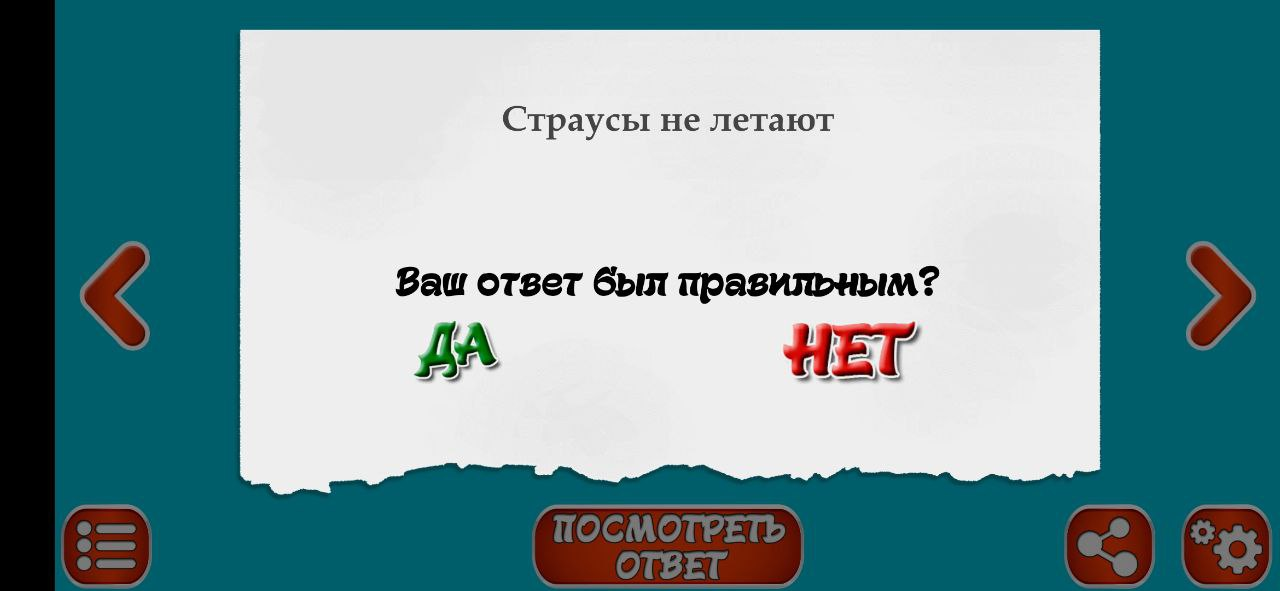 Страусы не летают
Ваш ответ был правильным?
ДА
НЕТ
ПОСМОТРЕТЬ
ОТВЕТ